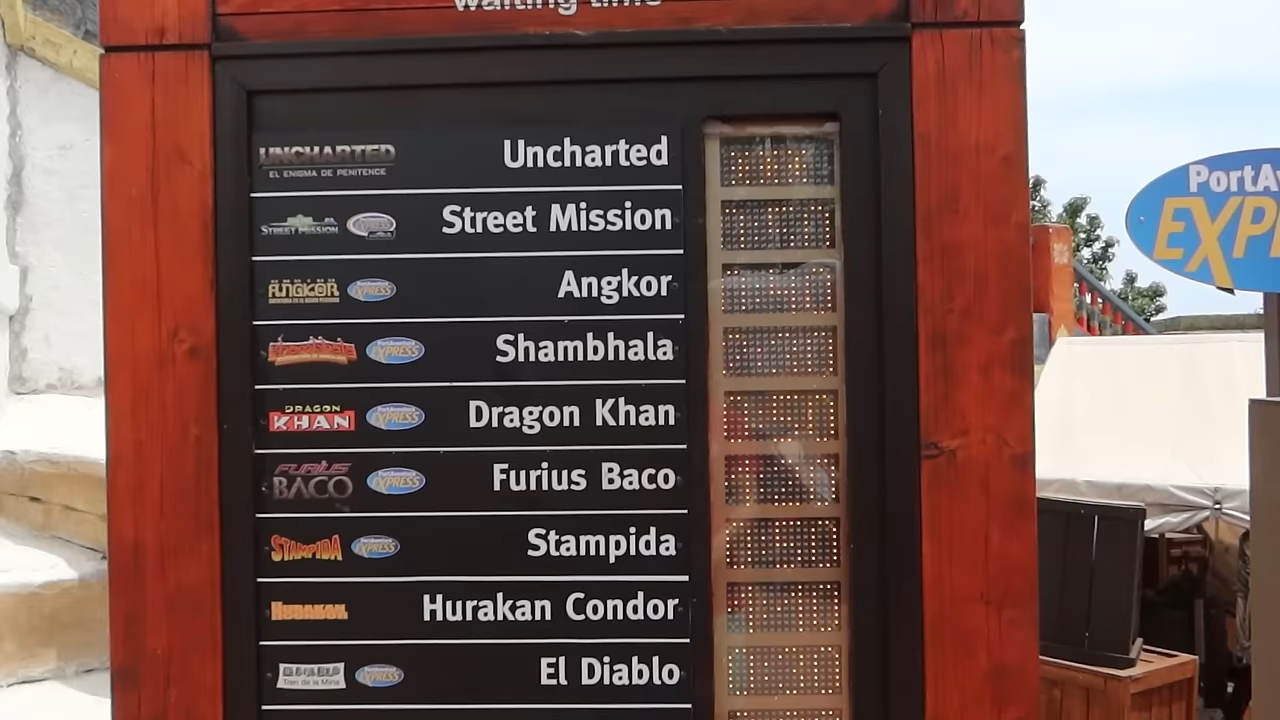 waiting time
UNCHARTED Uncharted
EL ENIGMA DE PENITENCE
STREET MISSION EXPRESS Street Mission
ANGKOR EXPRESS Angkor
EXPRESS Shambhala
DRAGON KHAN EXPRESS Dragon Khan
FURIUS BACO EXPRESS Furius Baco
STAMPIDA EXPRESS Stampida
HURAKAN Hurakan Condor
Tren de la Mina EXPRESS El Diablo
PortAv
EXP